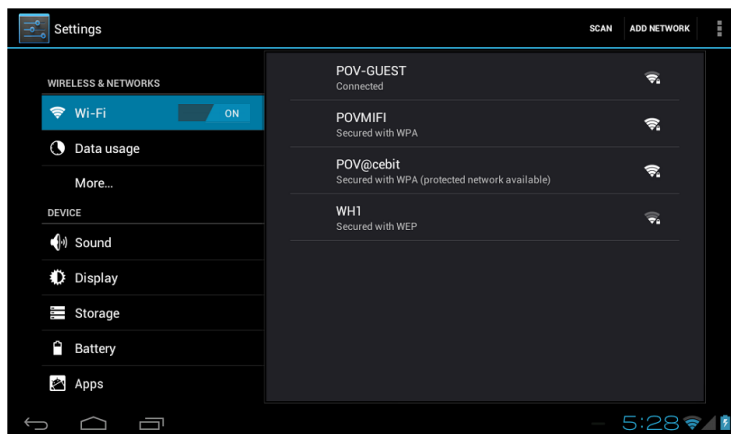 Settings
SCAN
ADD NETWORK
WIRELESS & NETWORKS
Wi-Fi
ON
Data usage
More...
DEVICE
Sound
Display
Storage
Battery
Apps
POV-GUEST
Connected
POVMIFI
Secured with WPA
POV@cebit
Secured with WPA (protected network available)
WH1
Secured with WEP
5:28